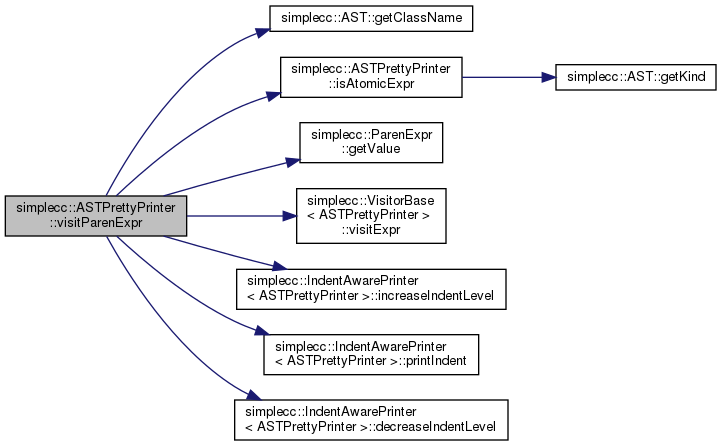 simplecc::AST::getClassName
simplecc::ASTPrettyPrinter
::isAtomicExpr
simplecc::AST::getKind
simplecc::ParenExpr
::getValue
simplecc::ASTPrettyPrinter
::visitParenExpr
simplecc::VisitorBase
< ASTPrettyPrinter >
::visitExpr
simplecc::IndentAwarePrinter
< ASTPrettyPrinter >::increaseIndentLevel
simplecc::IndentAwarePrinter
< ASTPrettyPrinter >::printIndent
simplecc::IndentAwarePrinter
< ASTPrettyPrinter >::decreaseIndentLevel